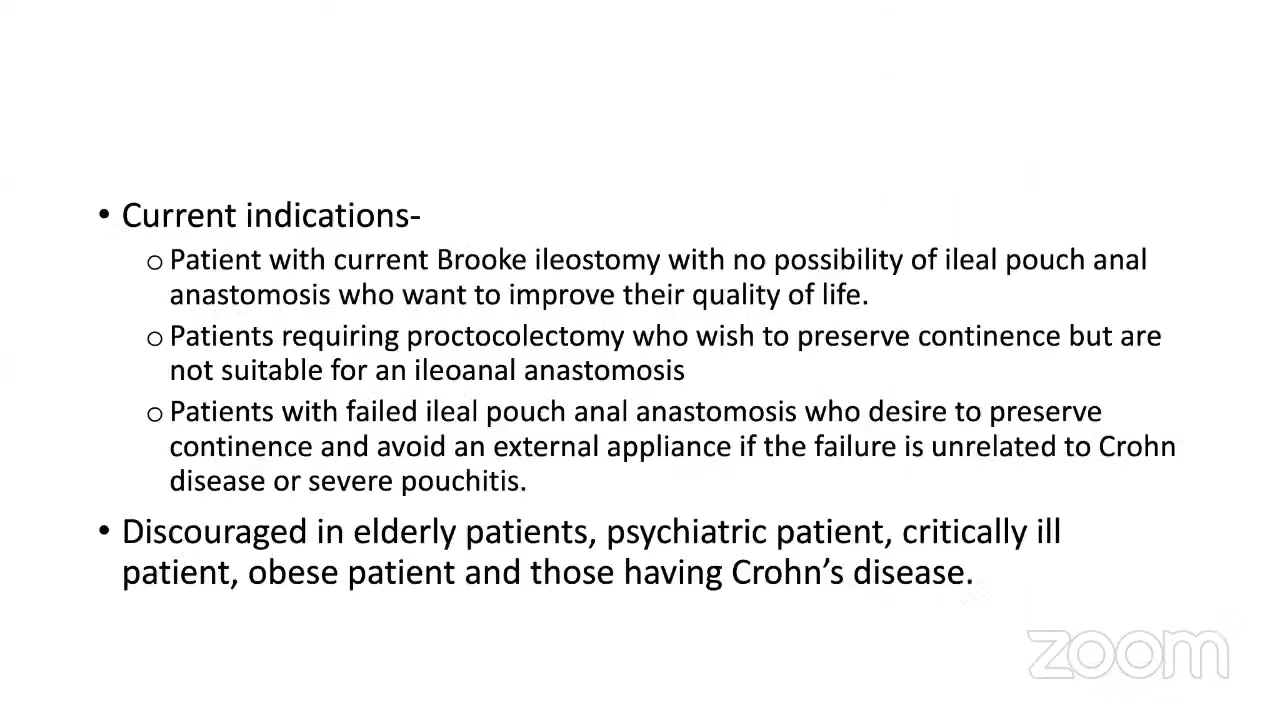 • Current indications-
o Patient with current Brooke ileostomy with no possibility of ileal pouch anal
anastomosis who want to improve their quality of life.
o Patients requiring proctocolectomy who wish to preserve continence but are
not suitable for an ileoanal anastomosis
o Patients with failed ileal pouch anal anastomosis who desire to preserve
continence and avoid an external appliance if the failure is unrelated to Crohn
disease or severe pouchitis.
• Discouraged in elderly patients, psychiatric patient, critically ill
patient, obese patient and those having Crohn’s disease.
zoom